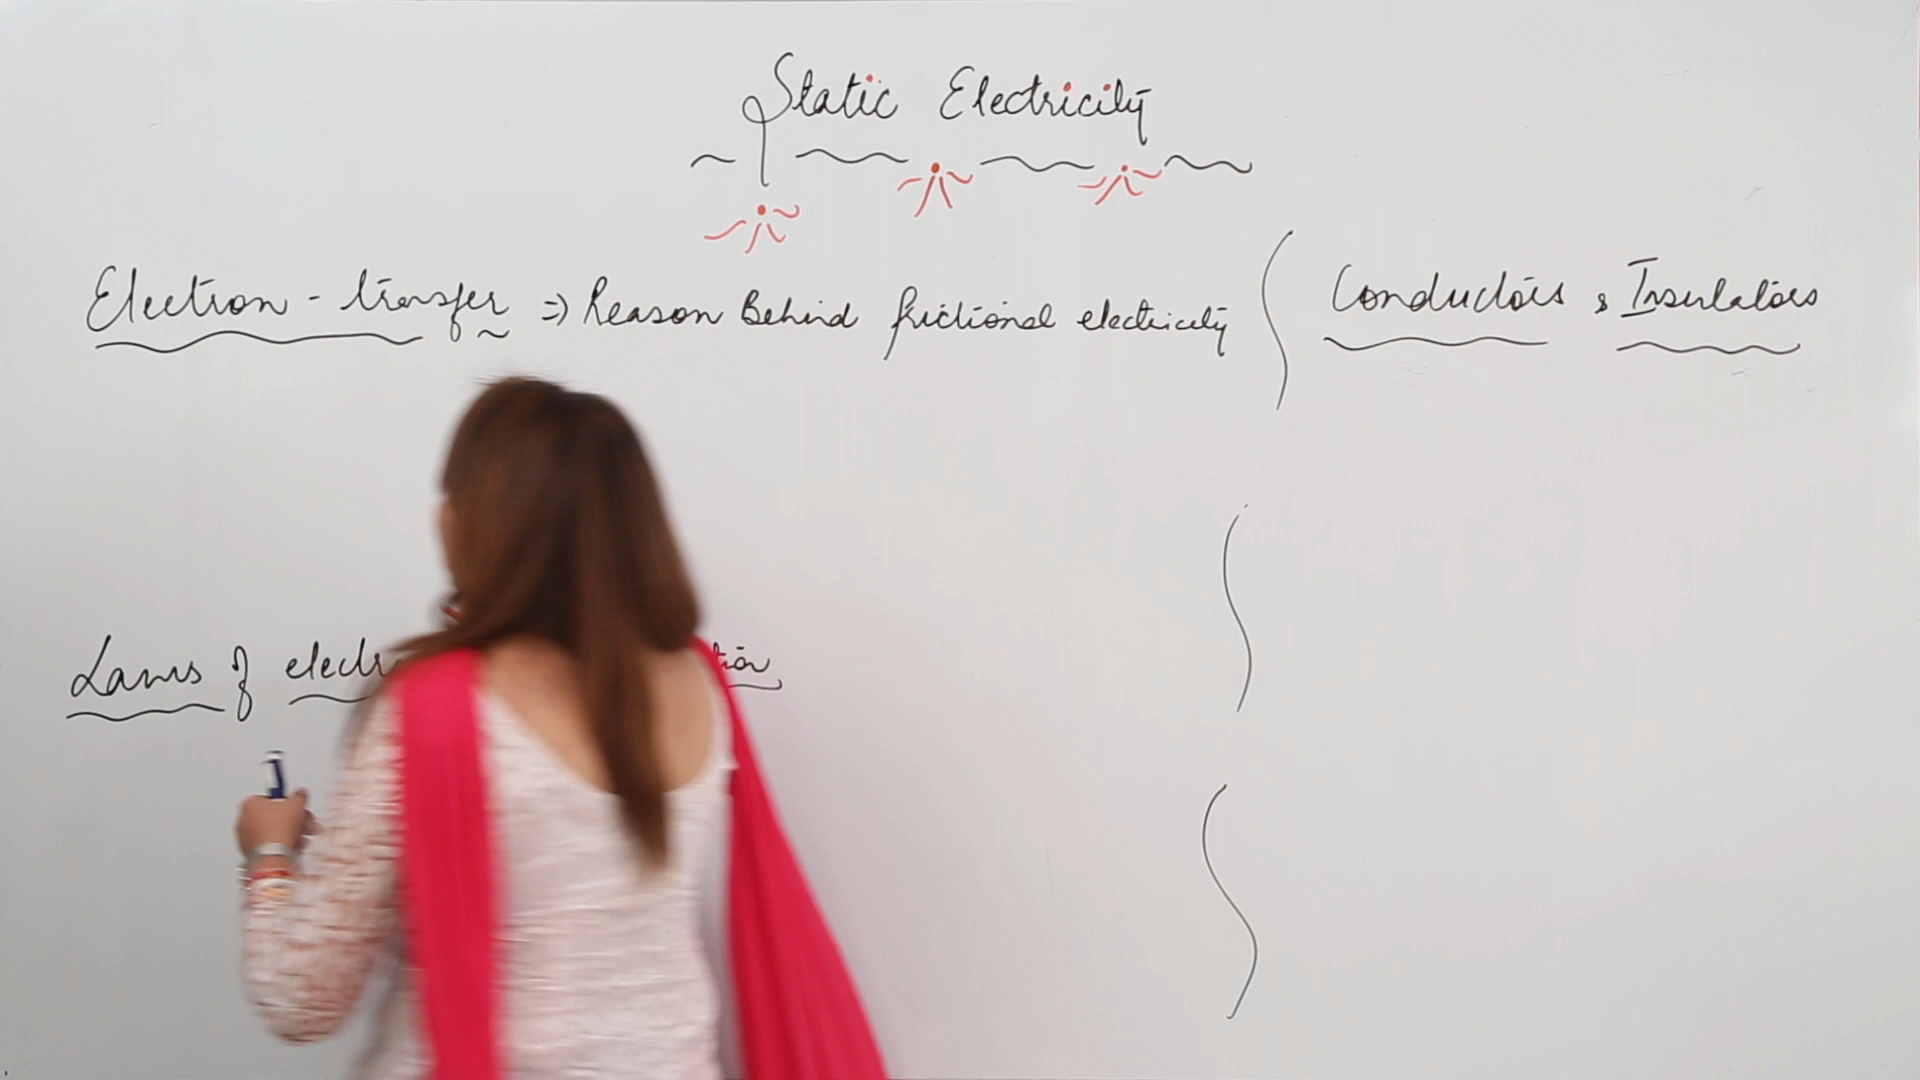 Static Electricity
Electron - transfer => Reason Behind frictional electricity
Conductors & Insulators
Laws of